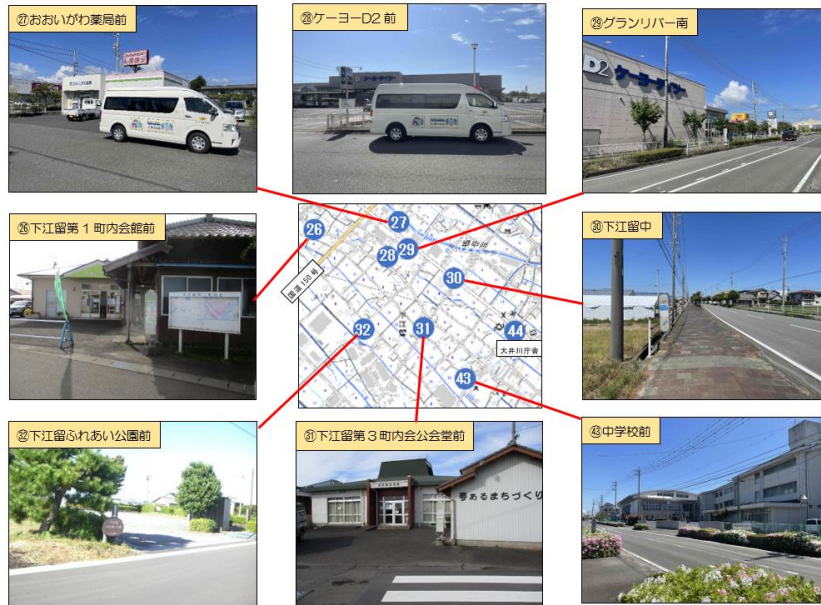 ㉗おおいがわ薬局前
㉘ケーヨーD2 前
㉙グランリバー南
D2 ケーヨーデイツー
㉖下江留第1町内会館前
27
26
28
29
30
国道150号
32
31
44
大井川庁舎
43
㉚下江留中
㉜下江留ふれあい公園前
㉛下江留第3町内会公会堂前
夢あるまちづくり
㊸中学校前